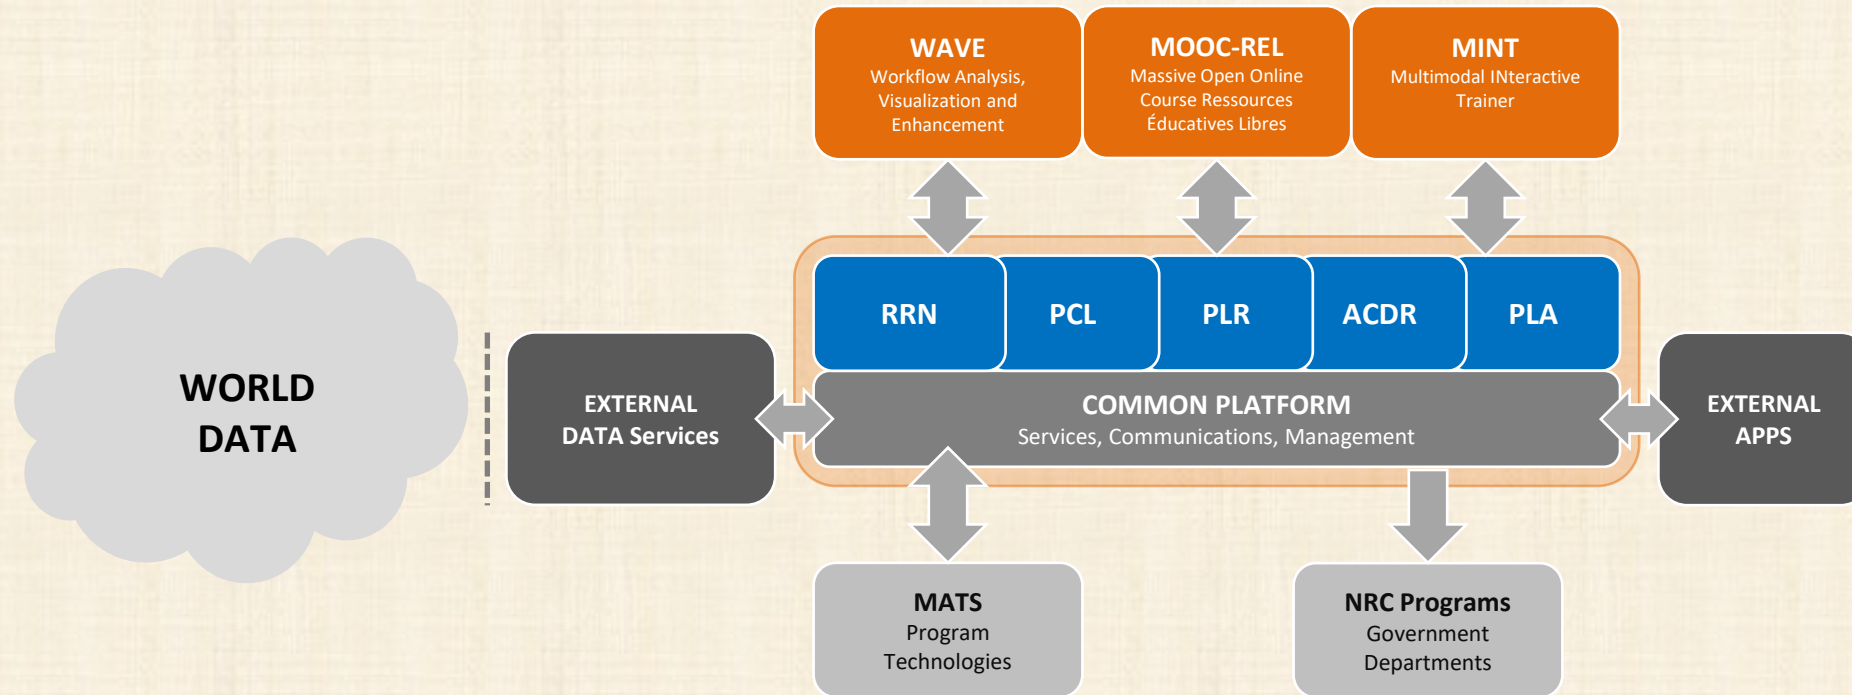 WAVE
Workflow Analysis,
Visualization and
Enhancement
MOOC-REL
Massive Open Online
Course Ressources
Éducatives Libres
MINT
Multimodal INteractive
Trainer
RRN
PCL
PLR
ACDR
PLA
WORLD
DATA
EXTERNAL
DATA Services
COMMON PLATFORM
Services, Communications, Management
EXTERNAL
APPS
MATS
Program
Technologies
NRC Programs
Government
Departments